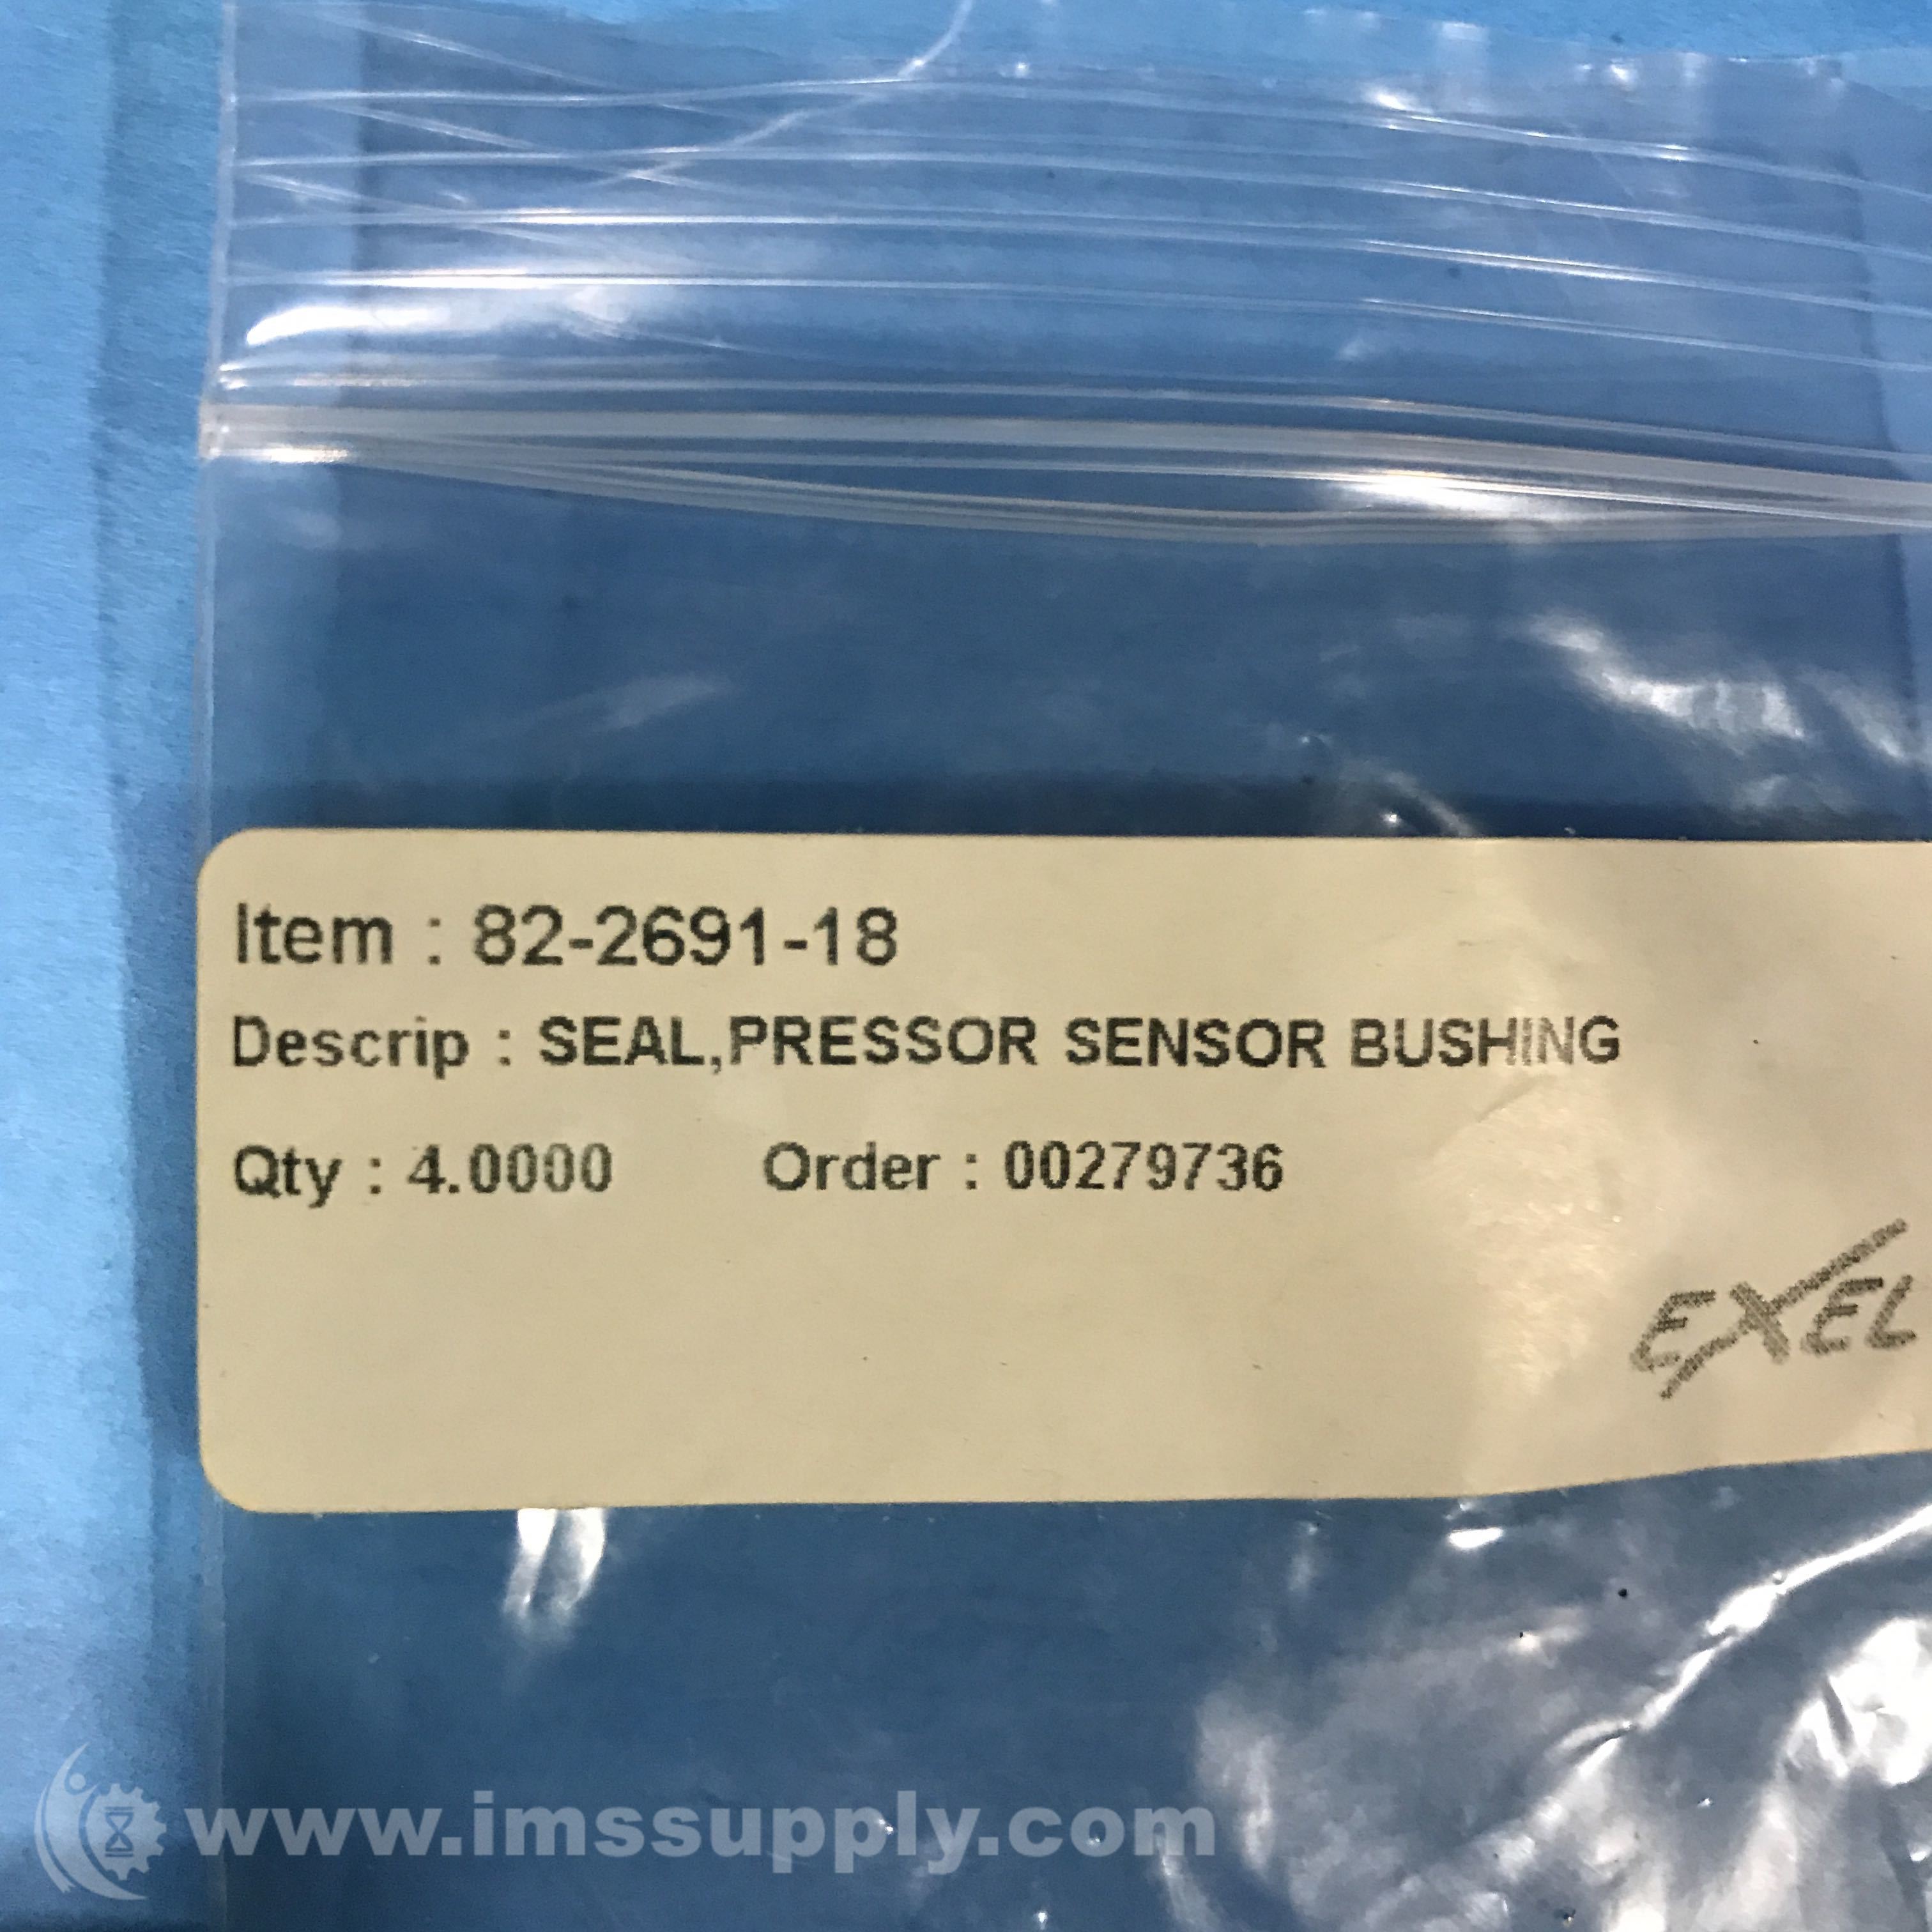 Item : 82-2691-18
Descrip : SEAL,PRESSOR SENSOR BUSHING
Qty : 4.0000 Order : 00279736
EXEL
www.imssupply.com